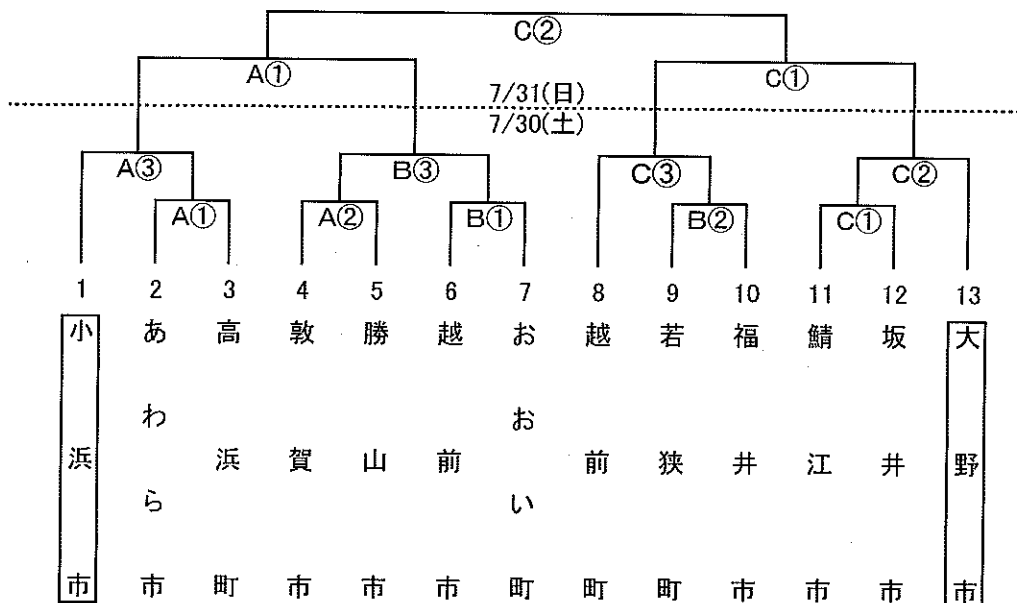 C②
A①
C①
7/31(日)
7/30(土)
A③
B③
C③
C②
A①
A②
B①
B②
C①
1 2 3 4 5 6 7 8 9 10 11 12 13
小浜市
あわら市
高浜町
敦賀市
勝山市
越前市
おおい町
越前町
若狭町
福井市
鯖江市
坂井市
大野市